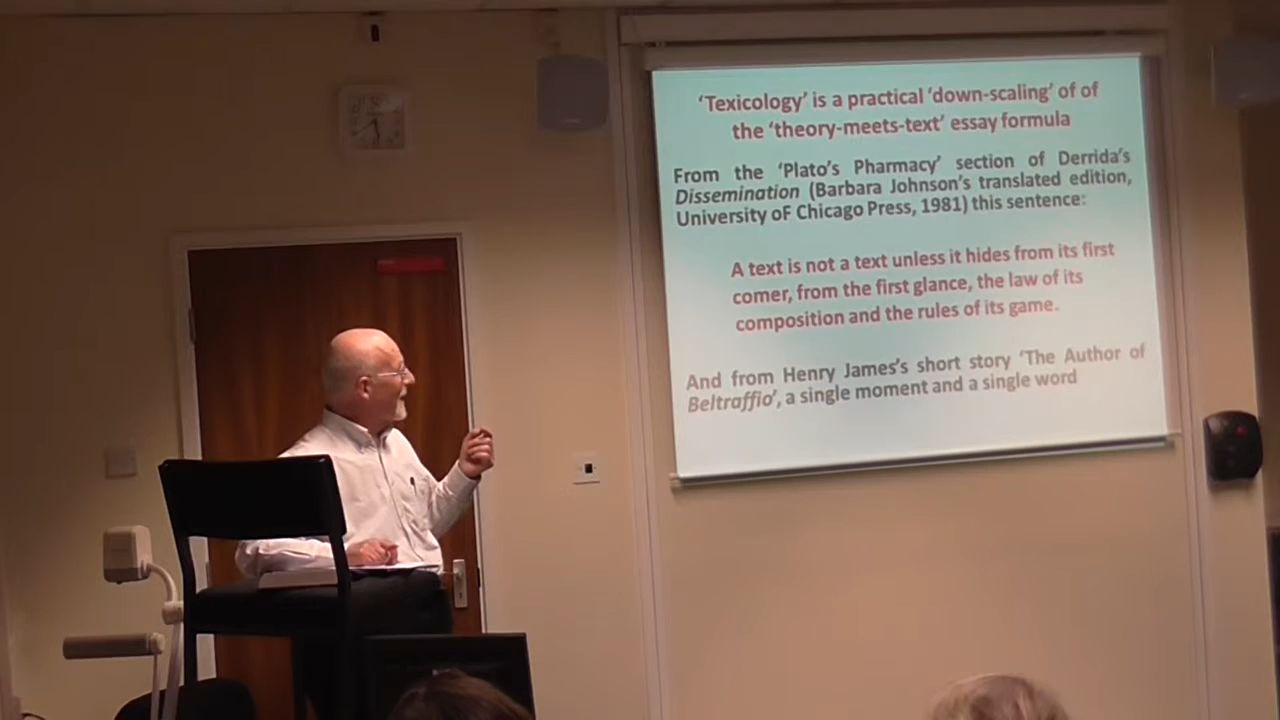 ‘Texicology’ is a practical ‘down-scaling’ of of
the ‘theory-meets-text’ essay formula
From the ‘Plato’s Pharmacy’ section of Derrida’s
Dissemination (Barbara Johnson’s translated edition,
University oF Chicago Press, 1981) this sentence:
A text is not a text unless it hides from its first
comer, from the first glance, the law of its
composition and the rules of its game.
And from Henry James’s short story ‘The Author of
Beltraffio’, a single moment and a single word